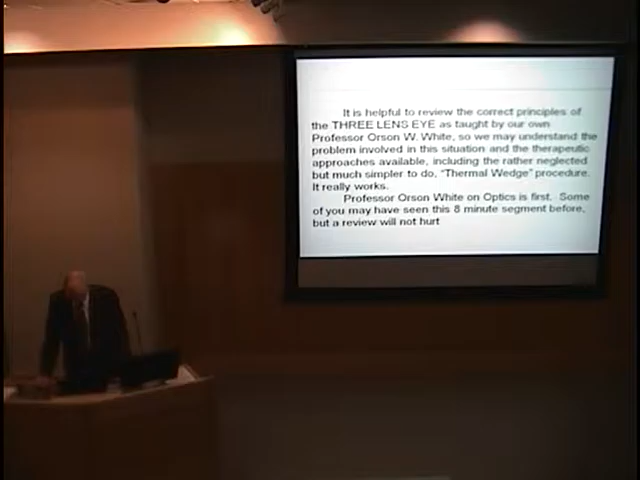 It is helpful to review the correct principles of
the THREE LENS EYE as taught by our own
Professor Orson W. White, so we may understand the
problem involved in this situation and the therapeutic
approaches available, including the rather neglected
but much simpler to do, "Thermal Wedge" procedure.
It really works.
Professor Orson White on Optics is first. Some
of you may have seen this 8 minute segment before,
but a review will not hurt